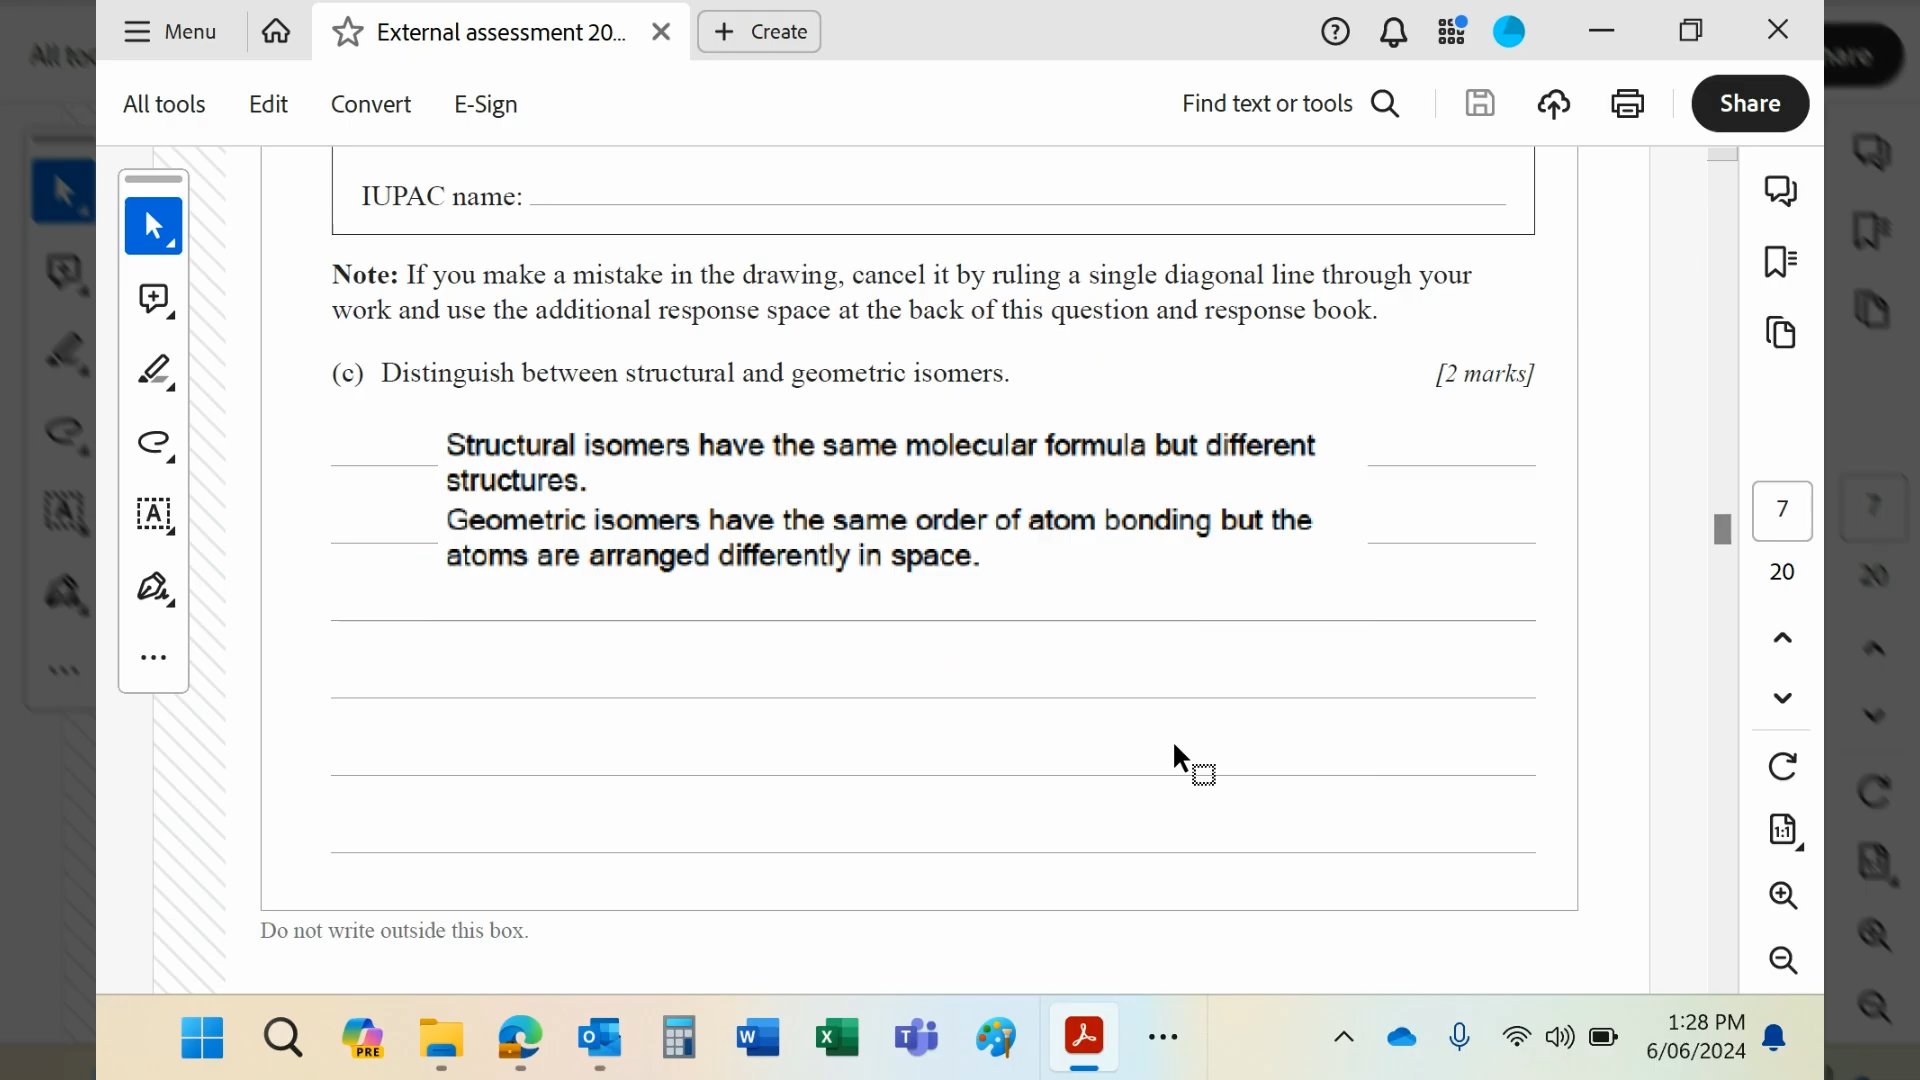 Menu
External assessment 20...
Create
All tools
Edit
Convert
E-Sign
Find text or tools
Share
IUPAC name:
Note: If you make a mistake in the drawing, cancel it by ruling a single diagonal line through your
work and use the additional response space at the back of this question and response book.
(c) Distinguish between structural and geometric isomers. [2 marks]
Structural isomers have the same molecular formula but different
structures.
Geometric isomers have the same order of atom bonding but the
atoms are arranged differently in space.
Do not write outside this box.
7
20
1:1
PRE
1:28 PM
6/06/2024